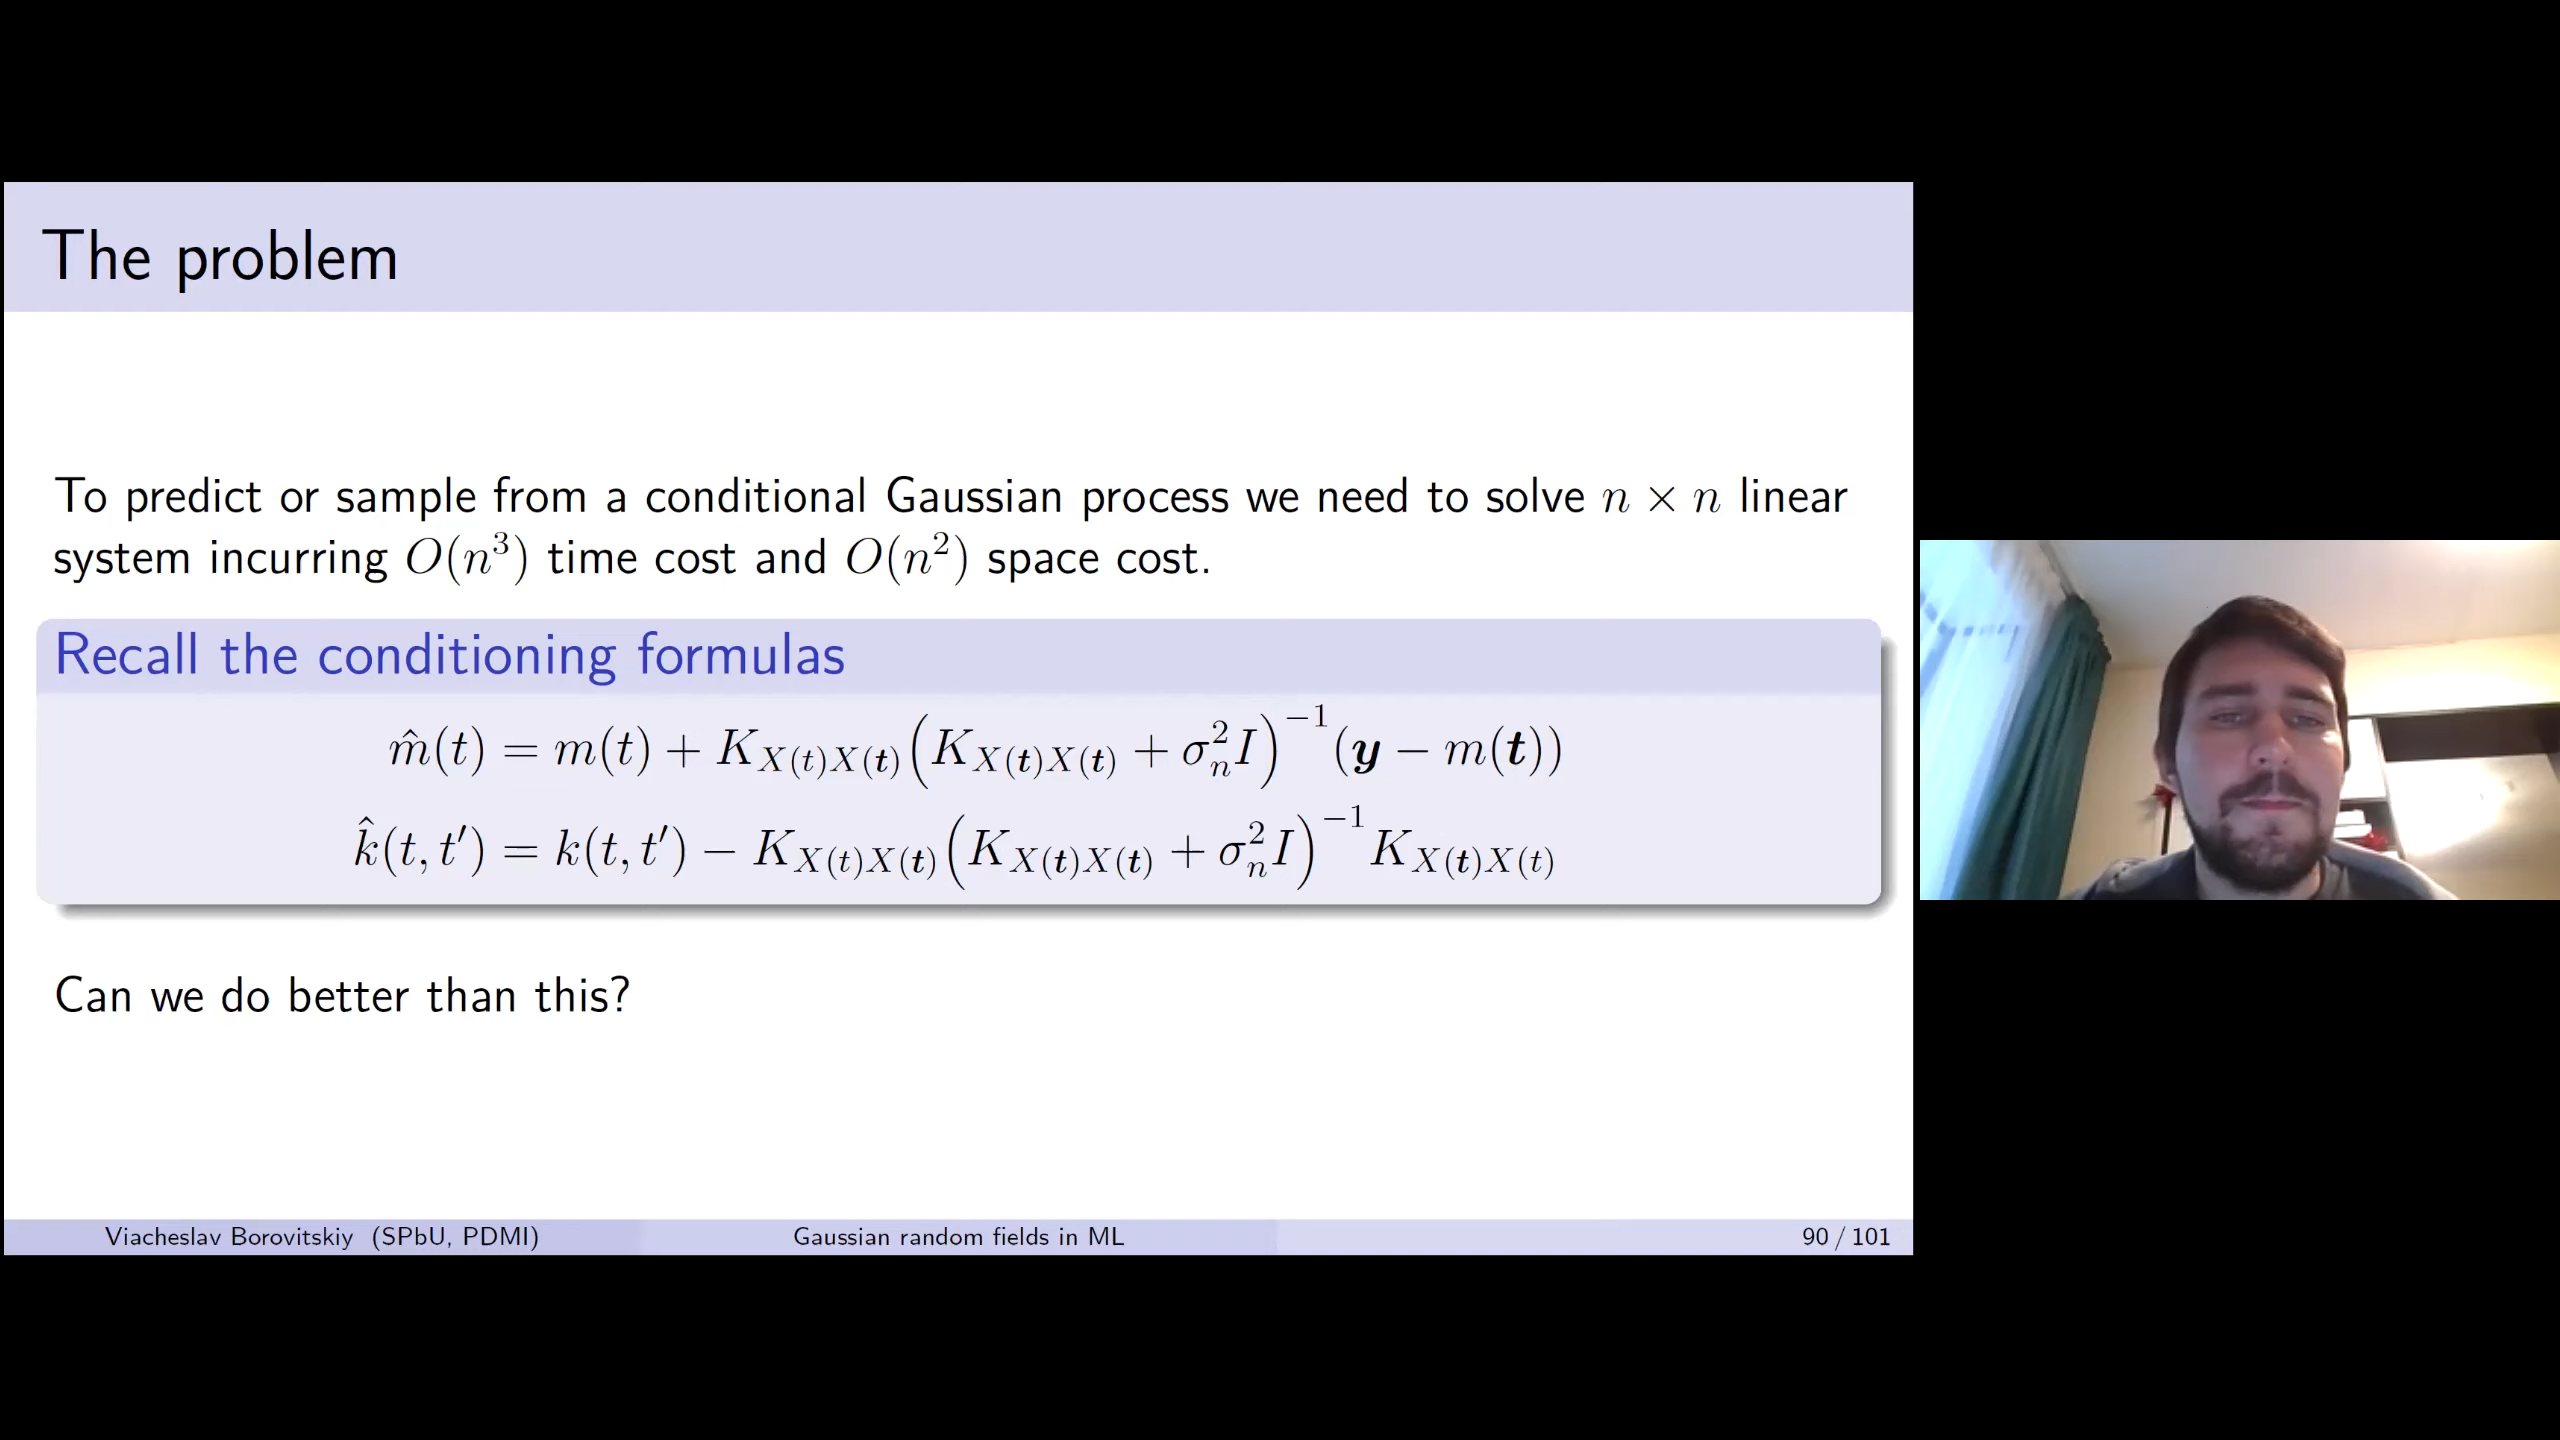 The problem
To predict or sample from a conditional Gaussian process we need to solve n × n linear
system incurring O(n³) time cost and O(n²) space cost.
Recall the conditioning formulas
m̂(t) = m(t) + K_{X(t)X(𝒕)}(K_{X(𝒕)X(𝒕)} + σ_n^2 I)^{-1}(𝒚 − m(𝒕))
k̂(t, t′) = k(t, t′) − K_{X(t)X(𝒕)}(K_{X(𝒕)X(𝒕)} + σ_n^2 I)^{-1} K_{X(𝒕)X(t)}
Can we do better than this?
Viacheslav Borovitskiy (SPbU, PDMI) Gaussian random fields in ML 90 / 101